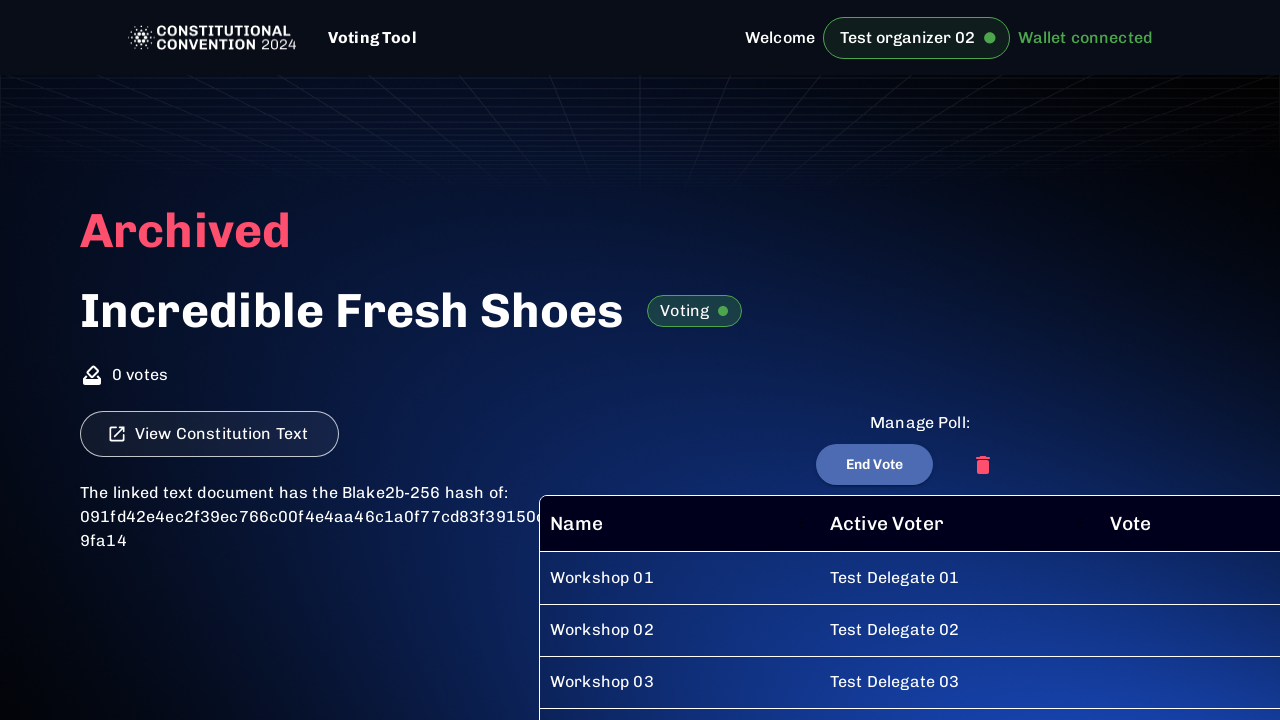 CONSTITUTIONAL
CONVENTION 2024
Voting Tool
Welcome
Test organizer 02
Wallet connected
Archived
Incredible Fresh Shoes
Voting
0 votes
View Constitution Text
Manage Poll:
End Vote
The linked text document has the Blake2b-256 hash of:
091fd42e4ec2f39ec766c00f4e4aa46c1a0f77cd83f39150
9fa14
Name Active Voter Vote
Workshop 01 Test Delegate 01
Workshop 02 Test Delegate 02
Workshop 03 Test Delegate 03